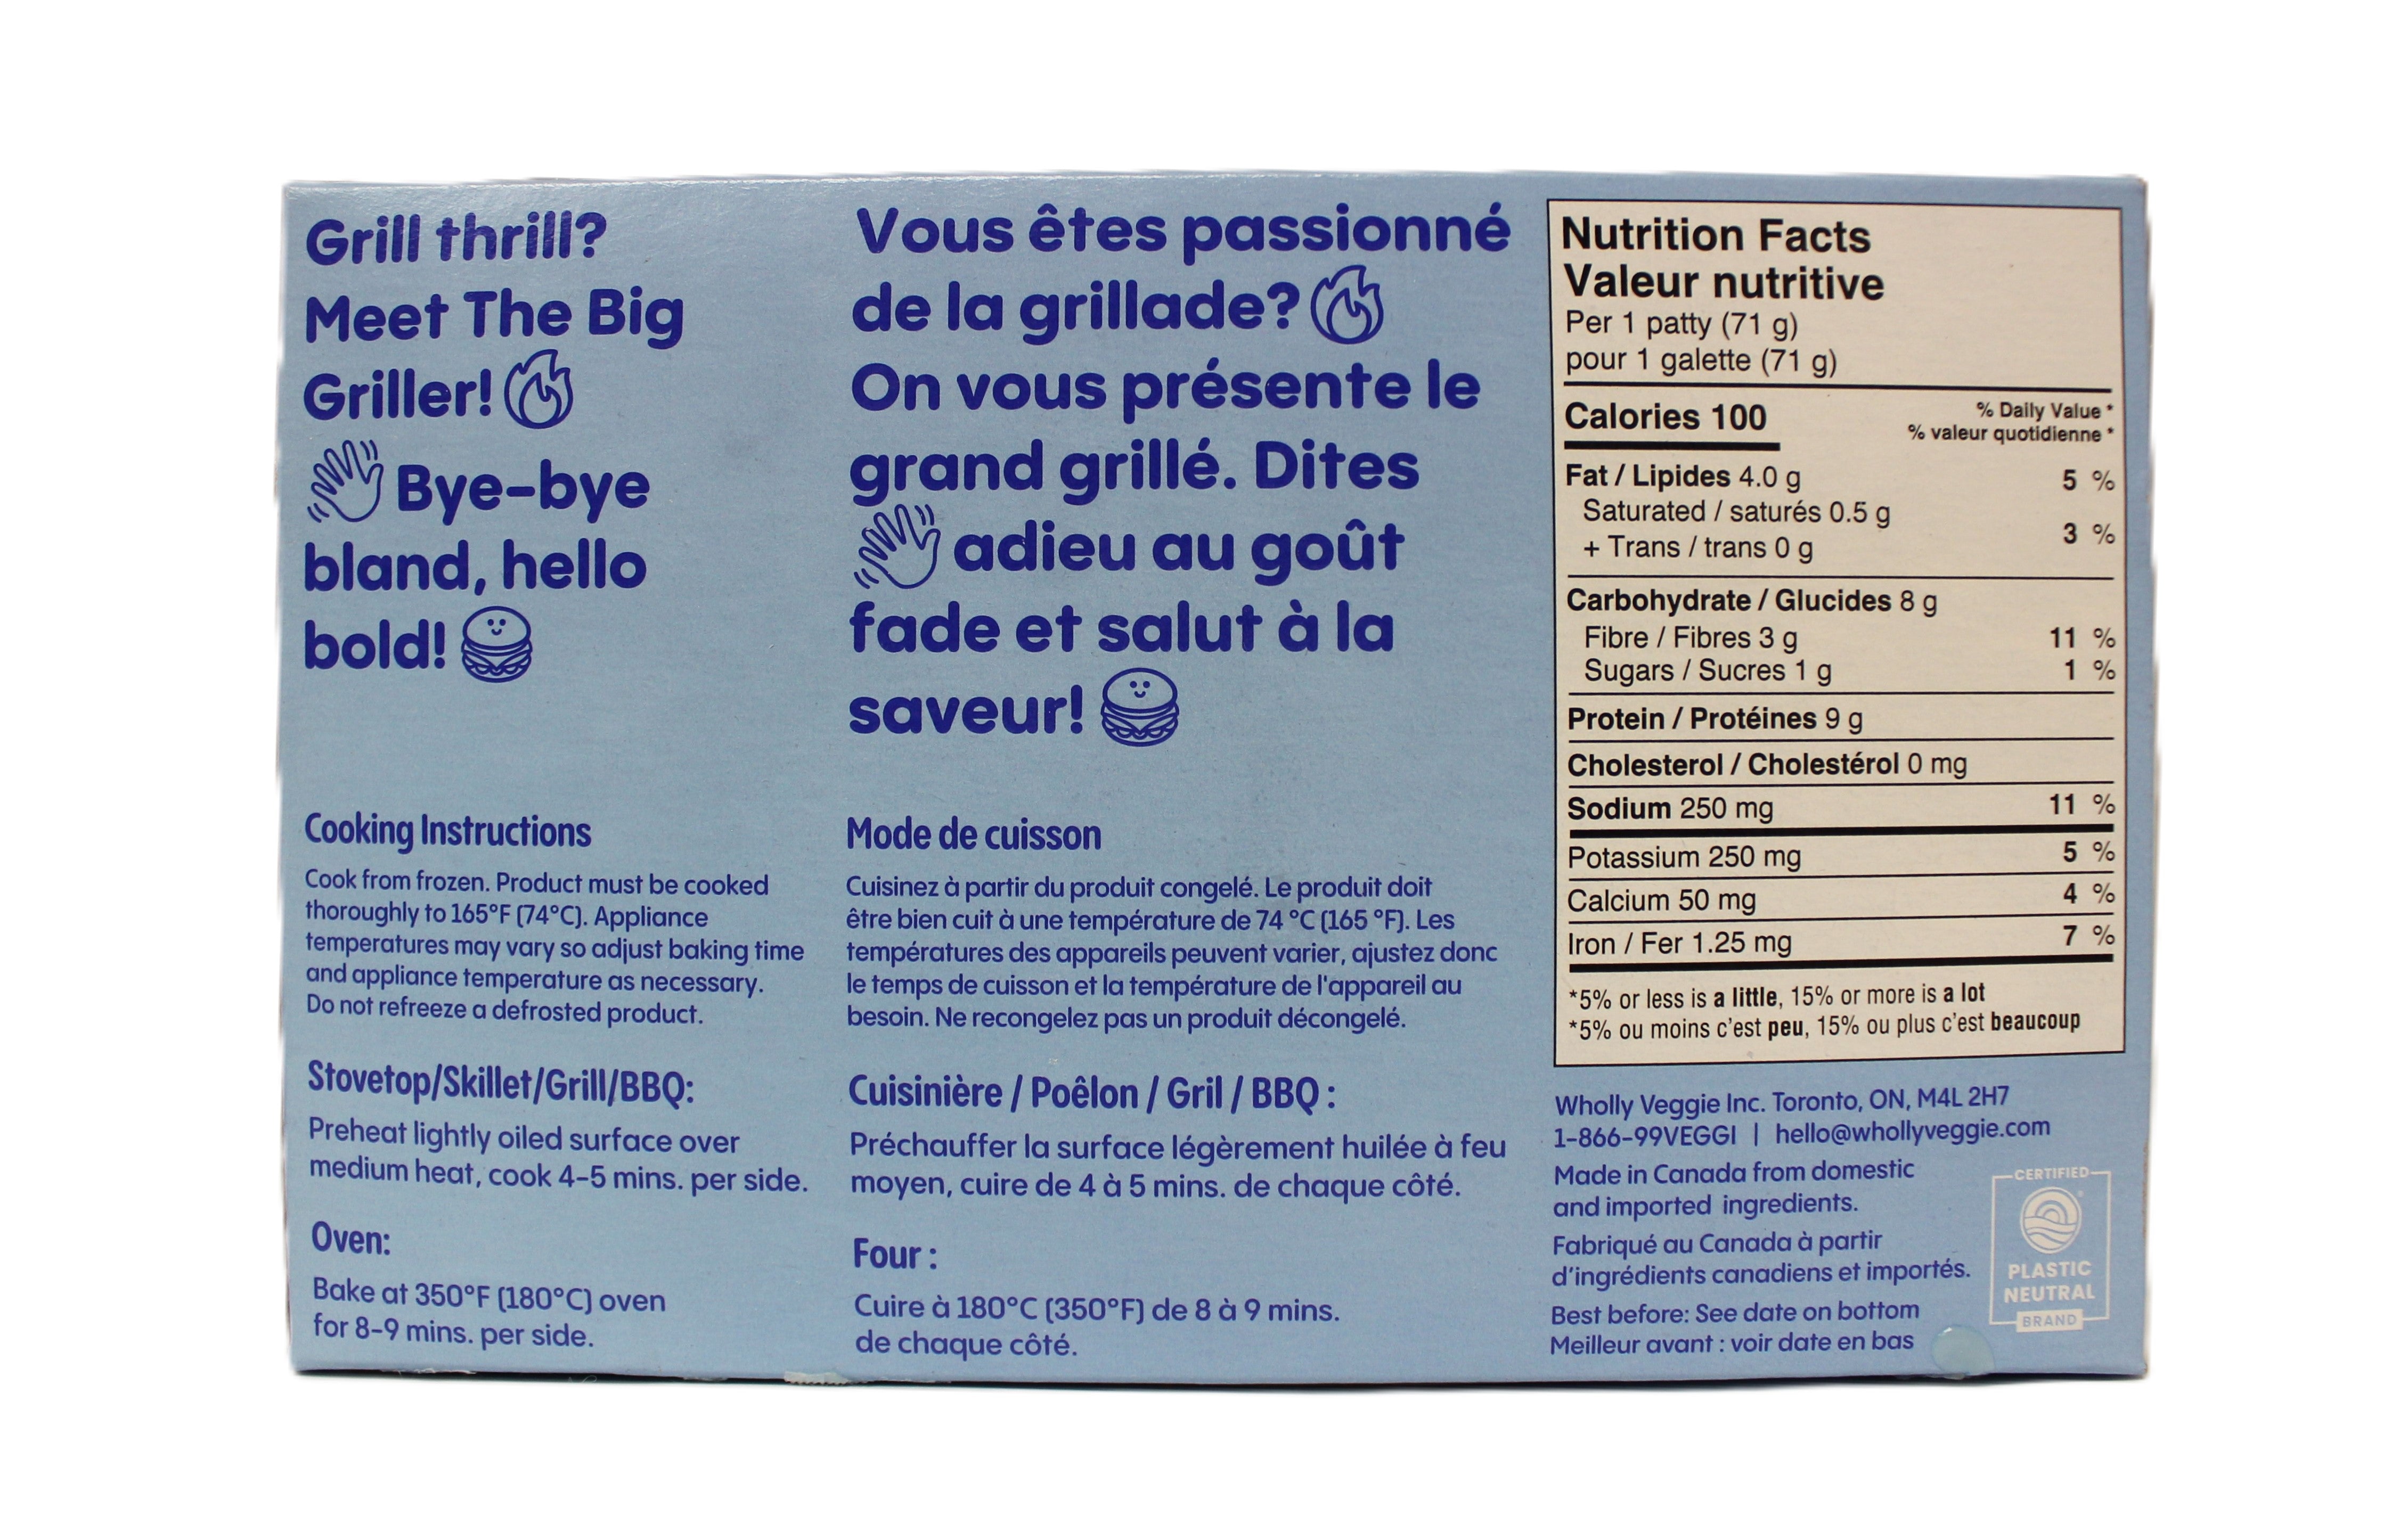 Grill thrill?
Meet The Big
Griller!
Bye-bye
bland, hello
bold!
Cooking Instructions
Cook from frozen. Product must be cooked
thoroughly to 165°F (74°C). Appliance
temperatures may vary so adjust baking time
and appliance temperature as necessary.
Do not refreeze a defrosted product.
Stovetop/Skillet/Grill/BBQ:
Preheat lightly oiled surface over
medium heat, cook 4-5 mins. per side.
Oven:
Bake at 350°F (180°C) oven
for 8-9 mins. per side.
Vous êtes passionné
de la grillade?
On vous présente le
grand grillé. Dites
adieu au goût
fade et salut à la
saveur!
Mode de cuisson
Cuisinez à partir du produit congelé. Le produit doit
être bien cuit à une température de 74 °C (165 °F). Les
températures des appareils peuvent varier, ajustez donc
le temps de cuisson et la température de l'appareil au
besoin. Ne recongelez pas un produit décongelé.
Cuisinière / Poêlon / Gril / BBQ :
Préchauffer la surface légèrement huilée à feu
moyen, cuire de 4 à 5 mins. de chaque côté.
Four :
Cuire à 180°C (350°F) de 8 à 9 mins.
de chaque côté.
Nutrition Facts
Valeur nutritive
Per 1 patty (71 g)
pour 1 galette (71 g)
Calories 100
% Daily Value *
% valeur quotidienne *
Fat / Lipides 4.0 g 5 %
Saturated / saturés 0.5 g
+ Trans / trans 0 g 3 %
Carbohydrate / Glucides 8 g
Fibre / Fibres 3 g 11 %
Sugars / Sucres 1 g 1 %
Protein / Protéines 9 g
Cholesterol / Cholestérol 0 mg
Sodium 250 mg 11 %
Potassium 250 mg 5 %
Calcium 50 mg 4 %
Iron / Fer 1.25 mg 7 %
*5% or less is a little, 15% or more is a lot
*5% ou moins c'est peu, 15% ou plus c'est beaucoup
Wholly Veggie Inc. Toronto, ON, M4L 2H7
1-866-99VEGGI | hello@whollyveggie.com
Made in Canada from domestic
and imported ingredients.
Fabriqué au Canada à partir
d'ingrédients canadiens et importés.
Best before: See date on bottom
Meilleur avant : voir date en bas
CERTIFIED
PLASTIC
NEUTRAL
BRAND